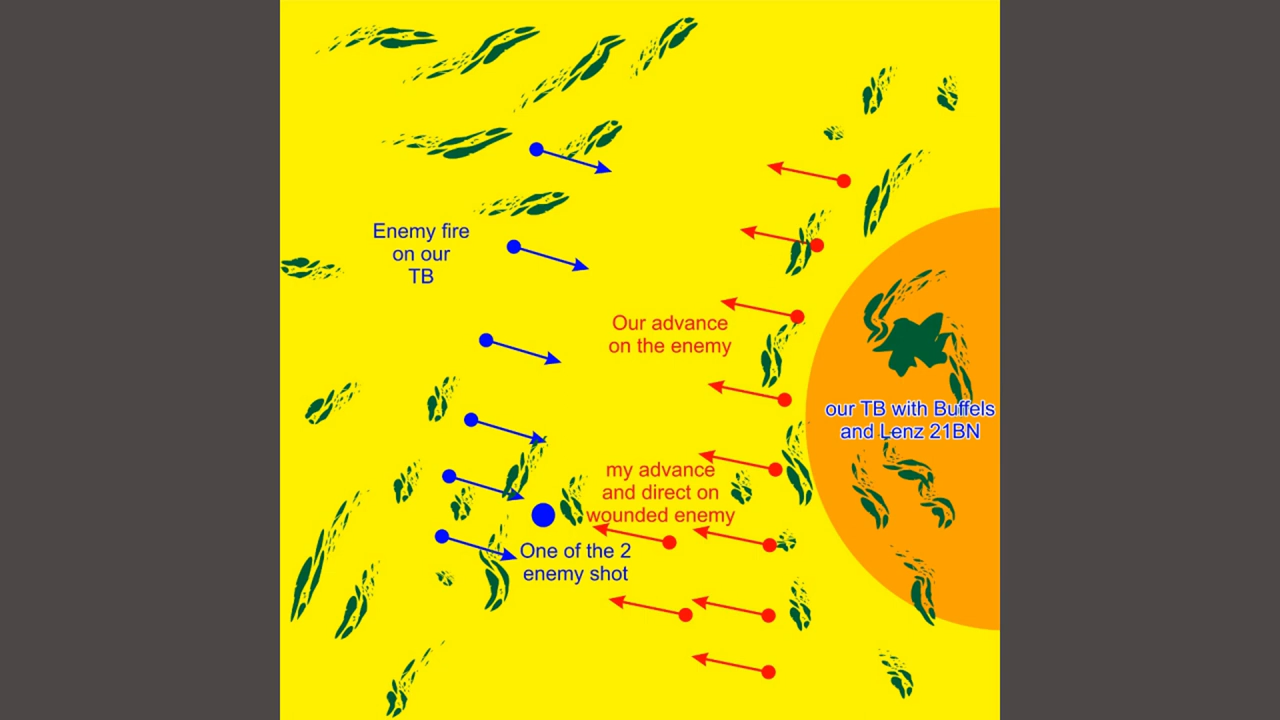 Enemy fire
on our
TB
Our advance
on the enemy
our TB with Buffels
and Lenz 21BN
my advance
and direct on
wounded enemy
One of the 2
enemy shot